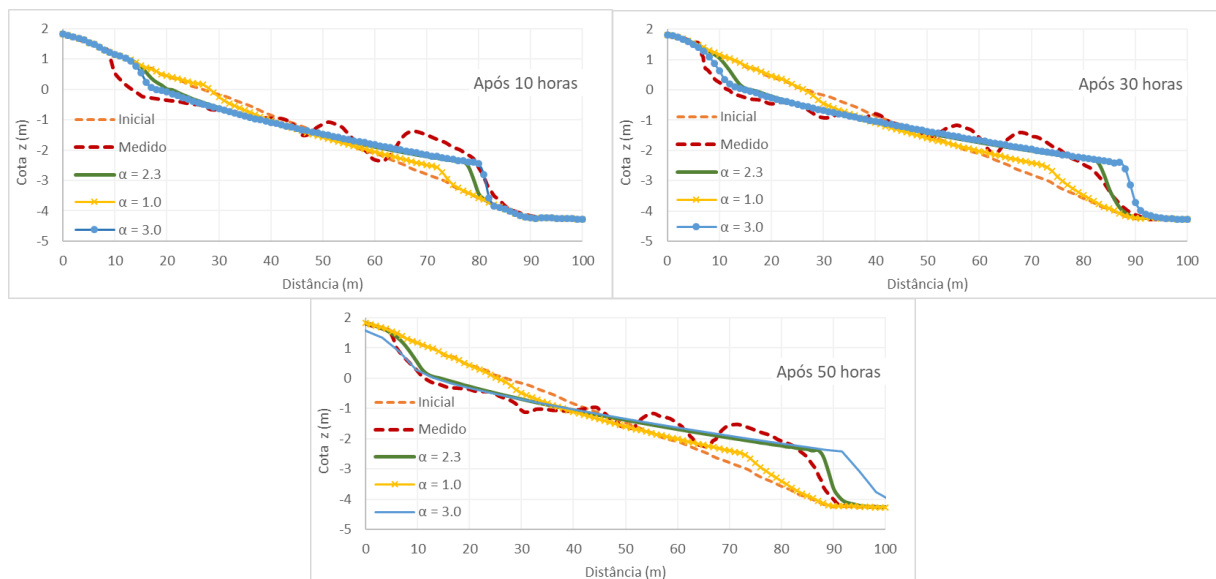 Após 10 horas
Cota z (m)
2
1
0
-1
-2
-3
-4
-5
Inicial
Medido
α = 2.3
α = 1.0
α = 3.0
0 10 20 30 40 50 60 70 80 90 100
Distância (m)
Após 30 horas
Cota z (m)
2
1
0
-1
-2
-3
-4
-5
Inicial
Medido
α = 2.3
α = 1.0
α = 3.0
0 10 20 30 40 50 60 70 80 90 100
Distância (m)
Após 50 horas
Cota z (m)
2
1
0
-1
-2
-3
-4
-5
Inicial
Medido
α = 2.3
α = 1.0
α = 3.0
0 10 20 30 40 50 60 70 80 90 100
Distância (m)